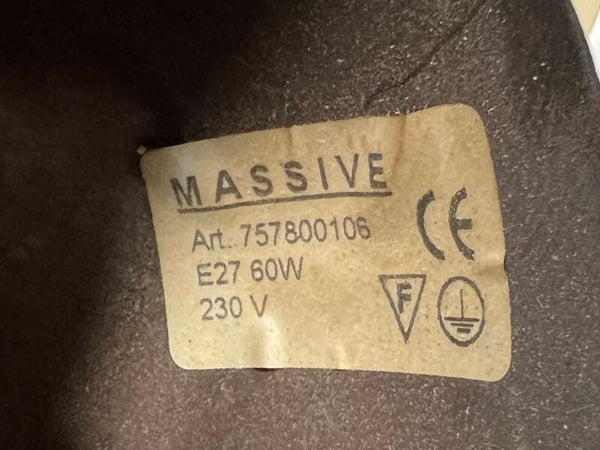 MASSIVE
Art. 757800106
E27 60W
230 V
CE
F